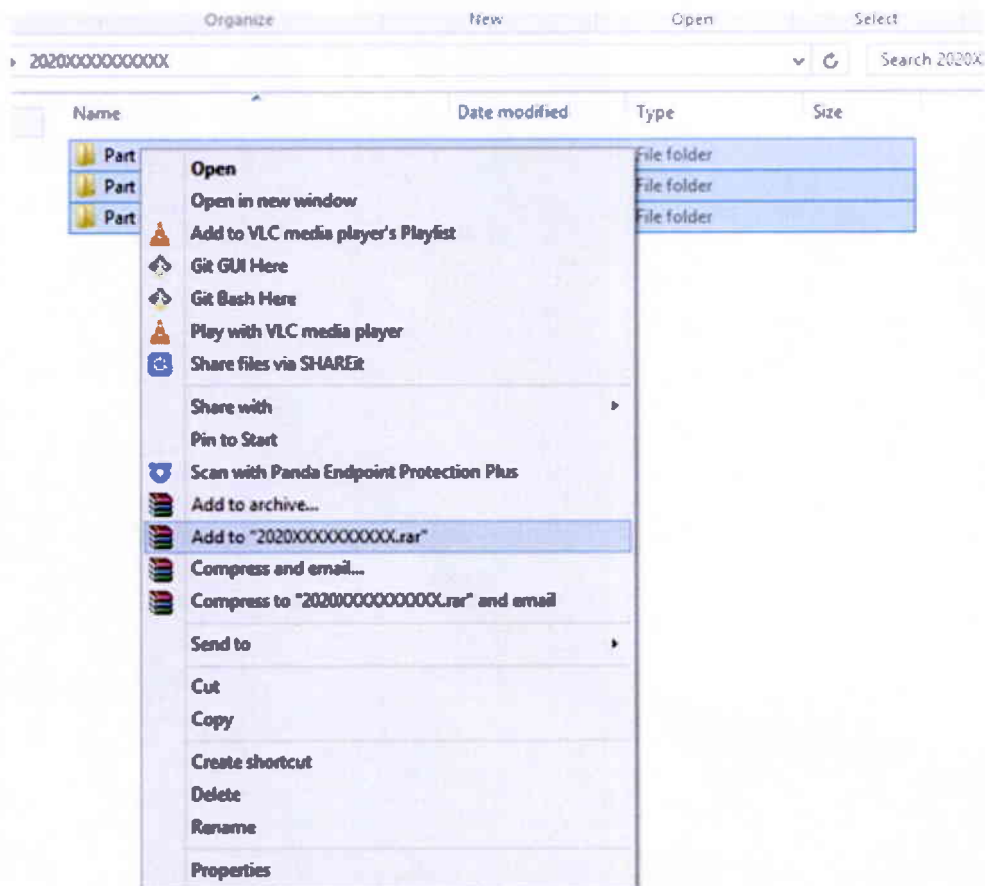 Organize New Open Select
2020XXXXXXXXXX Search 2020X
Name Date modified Type Size
Part File folder
Part File folder
Part File folder
Open
Open in new window
Add to VLC media player's Playlist
Git GUI Here
Git Bash Here
Play with VLC media player
Share files via SHAREit
Share with
Pin to Start
Scan with Panda Endpoint Protection Plus
Add to archive...
Add to "2020XXXXXXXXXX.rar"
Compress and email...
Compress to "2020XXXXXXXXXX.rar" and email
Send to
Cut
Copy
Create shortcut
Delete
Rename
Properties